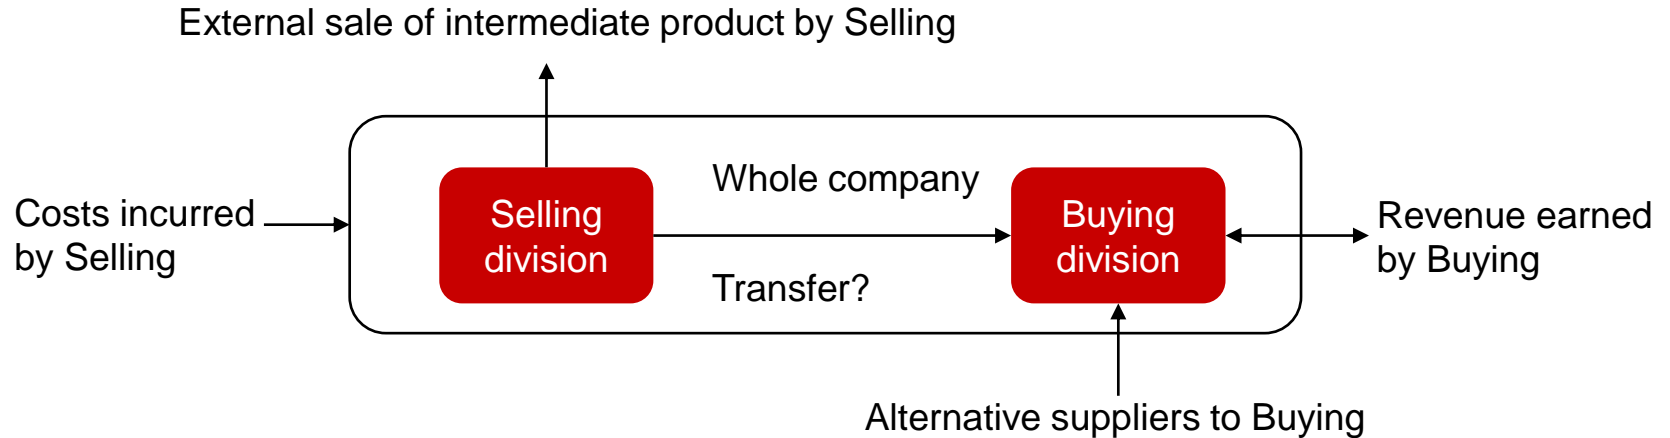 External sale of intermediate product by Selling
Costs incurred
by Selling
Selling
division
Whole company
Transfer?
Buying
division
Revenue earned
by Buying
Alternative suppliers to Buying